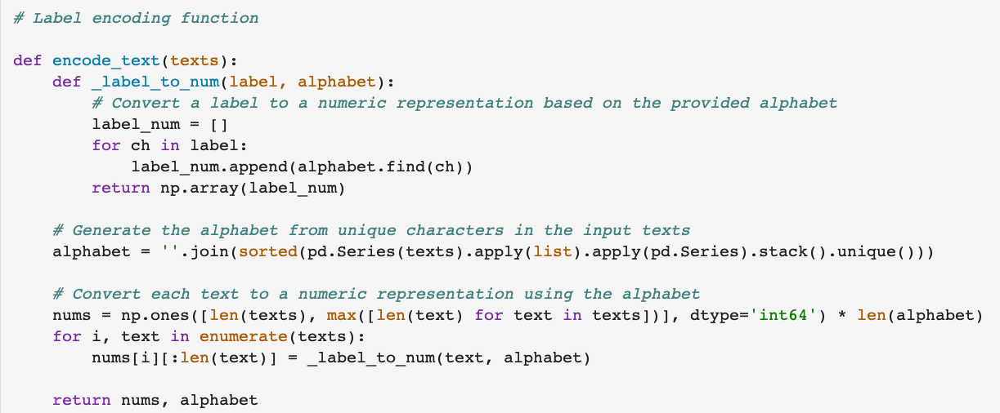 # Label encoding function
def encode_text(texts):
def _label_to_num(label, alphabet):
# Convert a label to a numeric representation based on the provided alphabet
label_num = []
for ch in label:
label_num.append(alphabet.find(ch))
return np.array(label_num)
# Generate the alphabet from unique characters in the input texts
alphabet = ''.join(sorted(pd.Series(texts).apply(list).apply(pd.Series).stack().unique()))
# Convert each text to a numeric representation using the alphabet
nums = np.ones([len(texts), max([len(text) for text in texts])], dtype='int64') * len(alphabet)
for i, text in enumerate(texts):
nums[i][:len(text)] = _label_to_num(text, alphabet)
return nums, alphabet